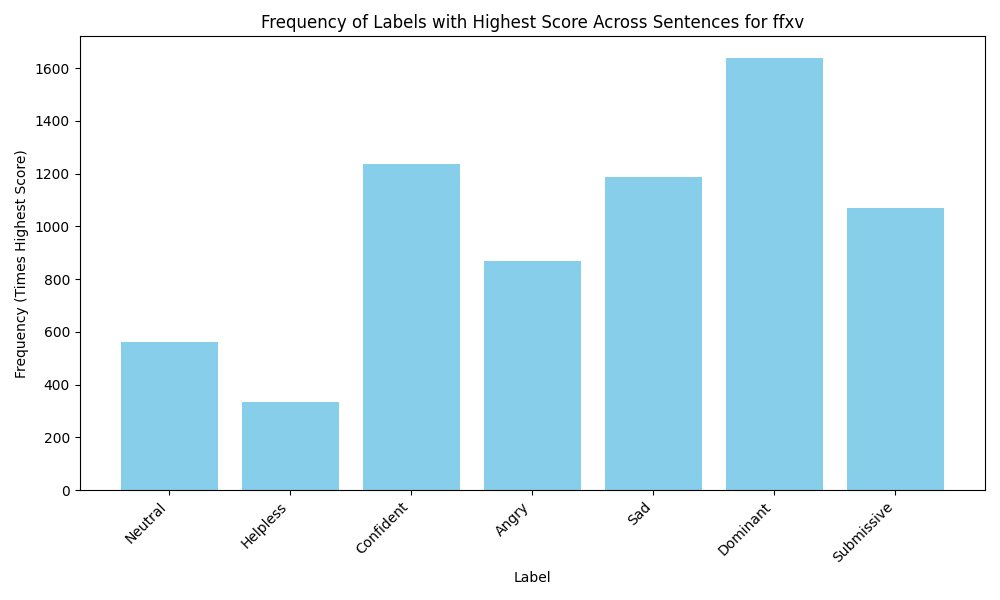 Frequency of Labels with Highest Score Across Sentences for ffxv
Frequency (Times Highest Score)
1600
1400
1200
1000
800
600
400
200
0
Neutral
Helpless
Confident
Angry
Sad
Dominant
Submissive
Label